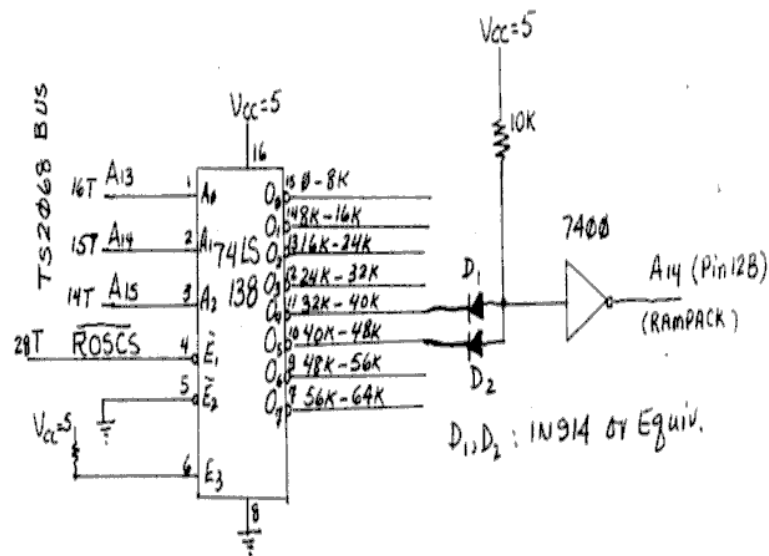 Vcc=5
10K
TS2068 BUS
Vcc=5
16
16T A13 1 A0
15T A14 2 A1
14T A15 3 A2
28T ROSCS 4 E1
5 E2
Vcc=5
6 E3
8
74LS
138
O0 15 0-8K
O1 14 8K-16K
O2 13 16K-24K
O3 12 24K-32K
O4 11 32K-40K
O5 10 40K-48K
O6 9 48K-56K
O7 7 56K-64K
D1
D2
7400
A14 (Pin 12B)
(RAMPACK)
D1,D2 : IN914 or Equiv.